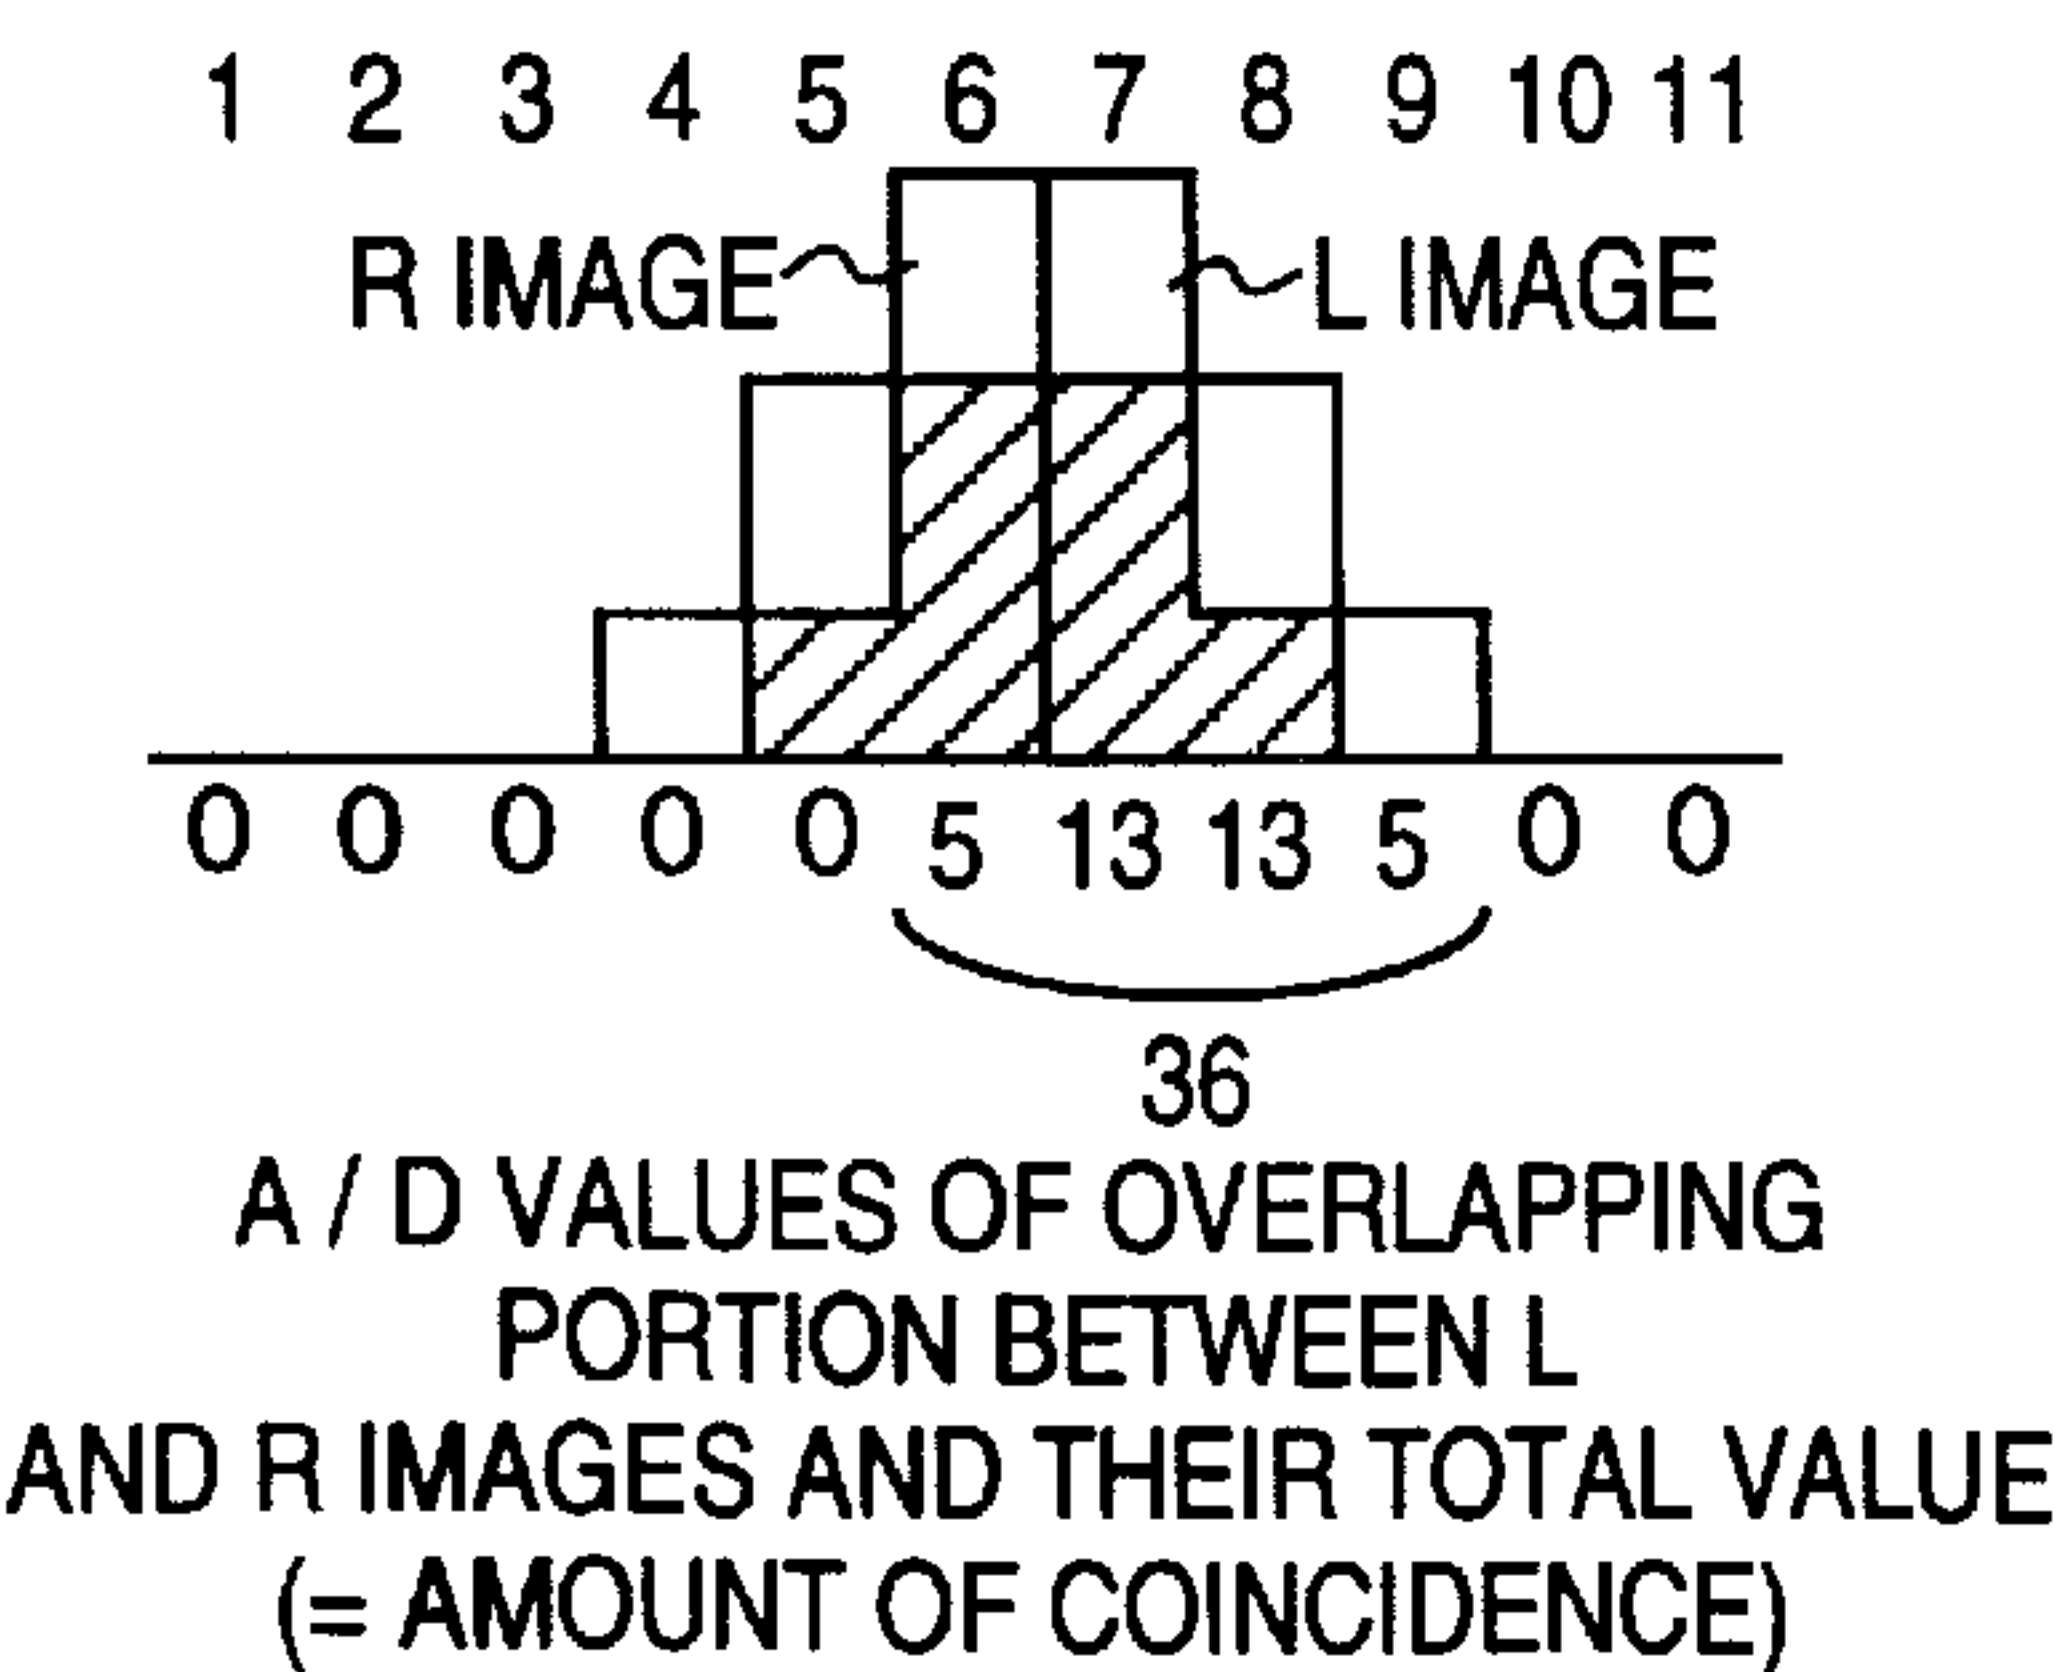 1 2 3 4 5 6 7 8 9 10 11
R IMAGE L IMAGE
0 0 0 0 0 5 13 13 5 0 0
36
A / D VALUES OF OVERLAPPING
PORTION BETWEEN L
AND R IMAGES AND THEIR TOTAL VALUE
(= AMOUNT OF COINCIDENCE)